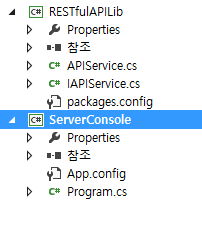 C# RESTfulAPILib
Properties
참조
C# APIService.cs
C# IAPIService.cs
packages.config
C# ServerConsole
Properties
참조
App.config
C# Program.cs